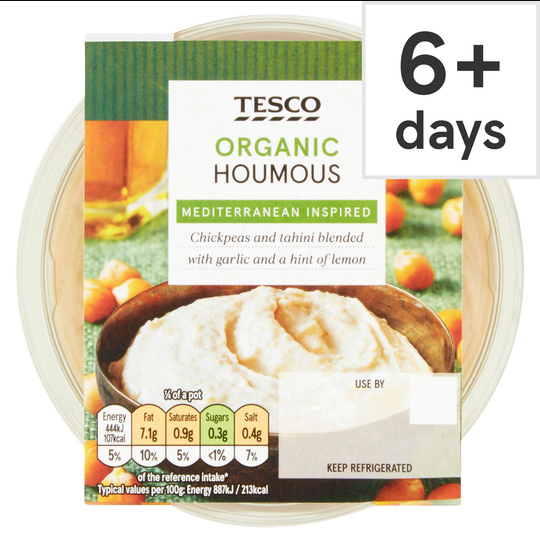 6+
days
TESCO
ORGANIC
HOUMOUS
MEDITERRANEAN INSPIRED
Chickpeas and tahini blended
with garlic and a hint of lemon
¼ of a pot
Energy Fat Saturates Sugars Salt
444kJ
107kcal 7.1g 0.9g 0.3g 0.4g
5% 10% 5% <1% 7%
of the reference intake*
Typical values per 100g: Energy 887kJ / 213kcal
USE BY
KEEP REFRIGERATED